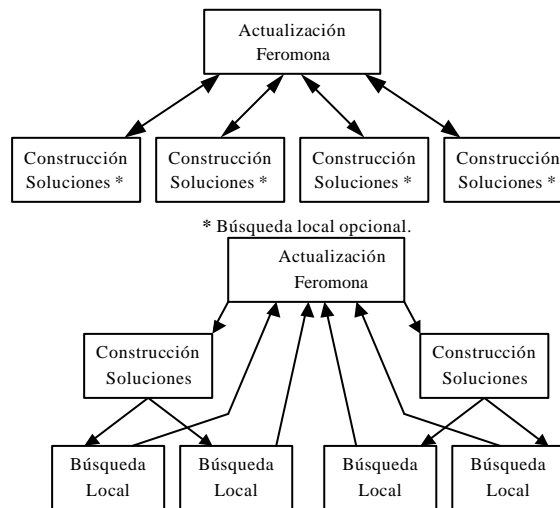 Actualización
Feromona
Construcción
Soluciones *
Construcción
Soluciones *
Construcción
Soluciones *
Construcción
Soluciones *
* Búsqueda local opcional.
Actualización
Feromona
Construcción
Soluciones
Construcción
Soluciones
Búsqueda
Local
Búsqueda
Local
Búsqueda
Local
Búsqueda
Local